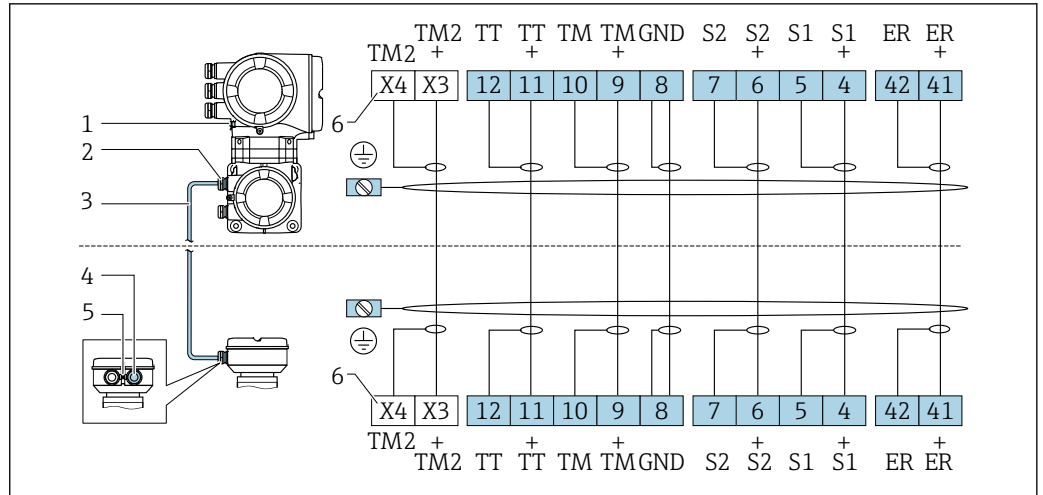 TM2 TT TT TM TM GND S2 S2 S1 S1 ER ER
TM2 + + + + + +
X4 X3 12 11 10 9 8 7 6 5 4 42 41
6
1
2
3
4
5
6
X4 X3 12 11 10 9 8 7 6 5 4 42 41
TM2 + + + + + +
TM2 TT TT TM TM GND S2 S2 S1 S1 ER ER